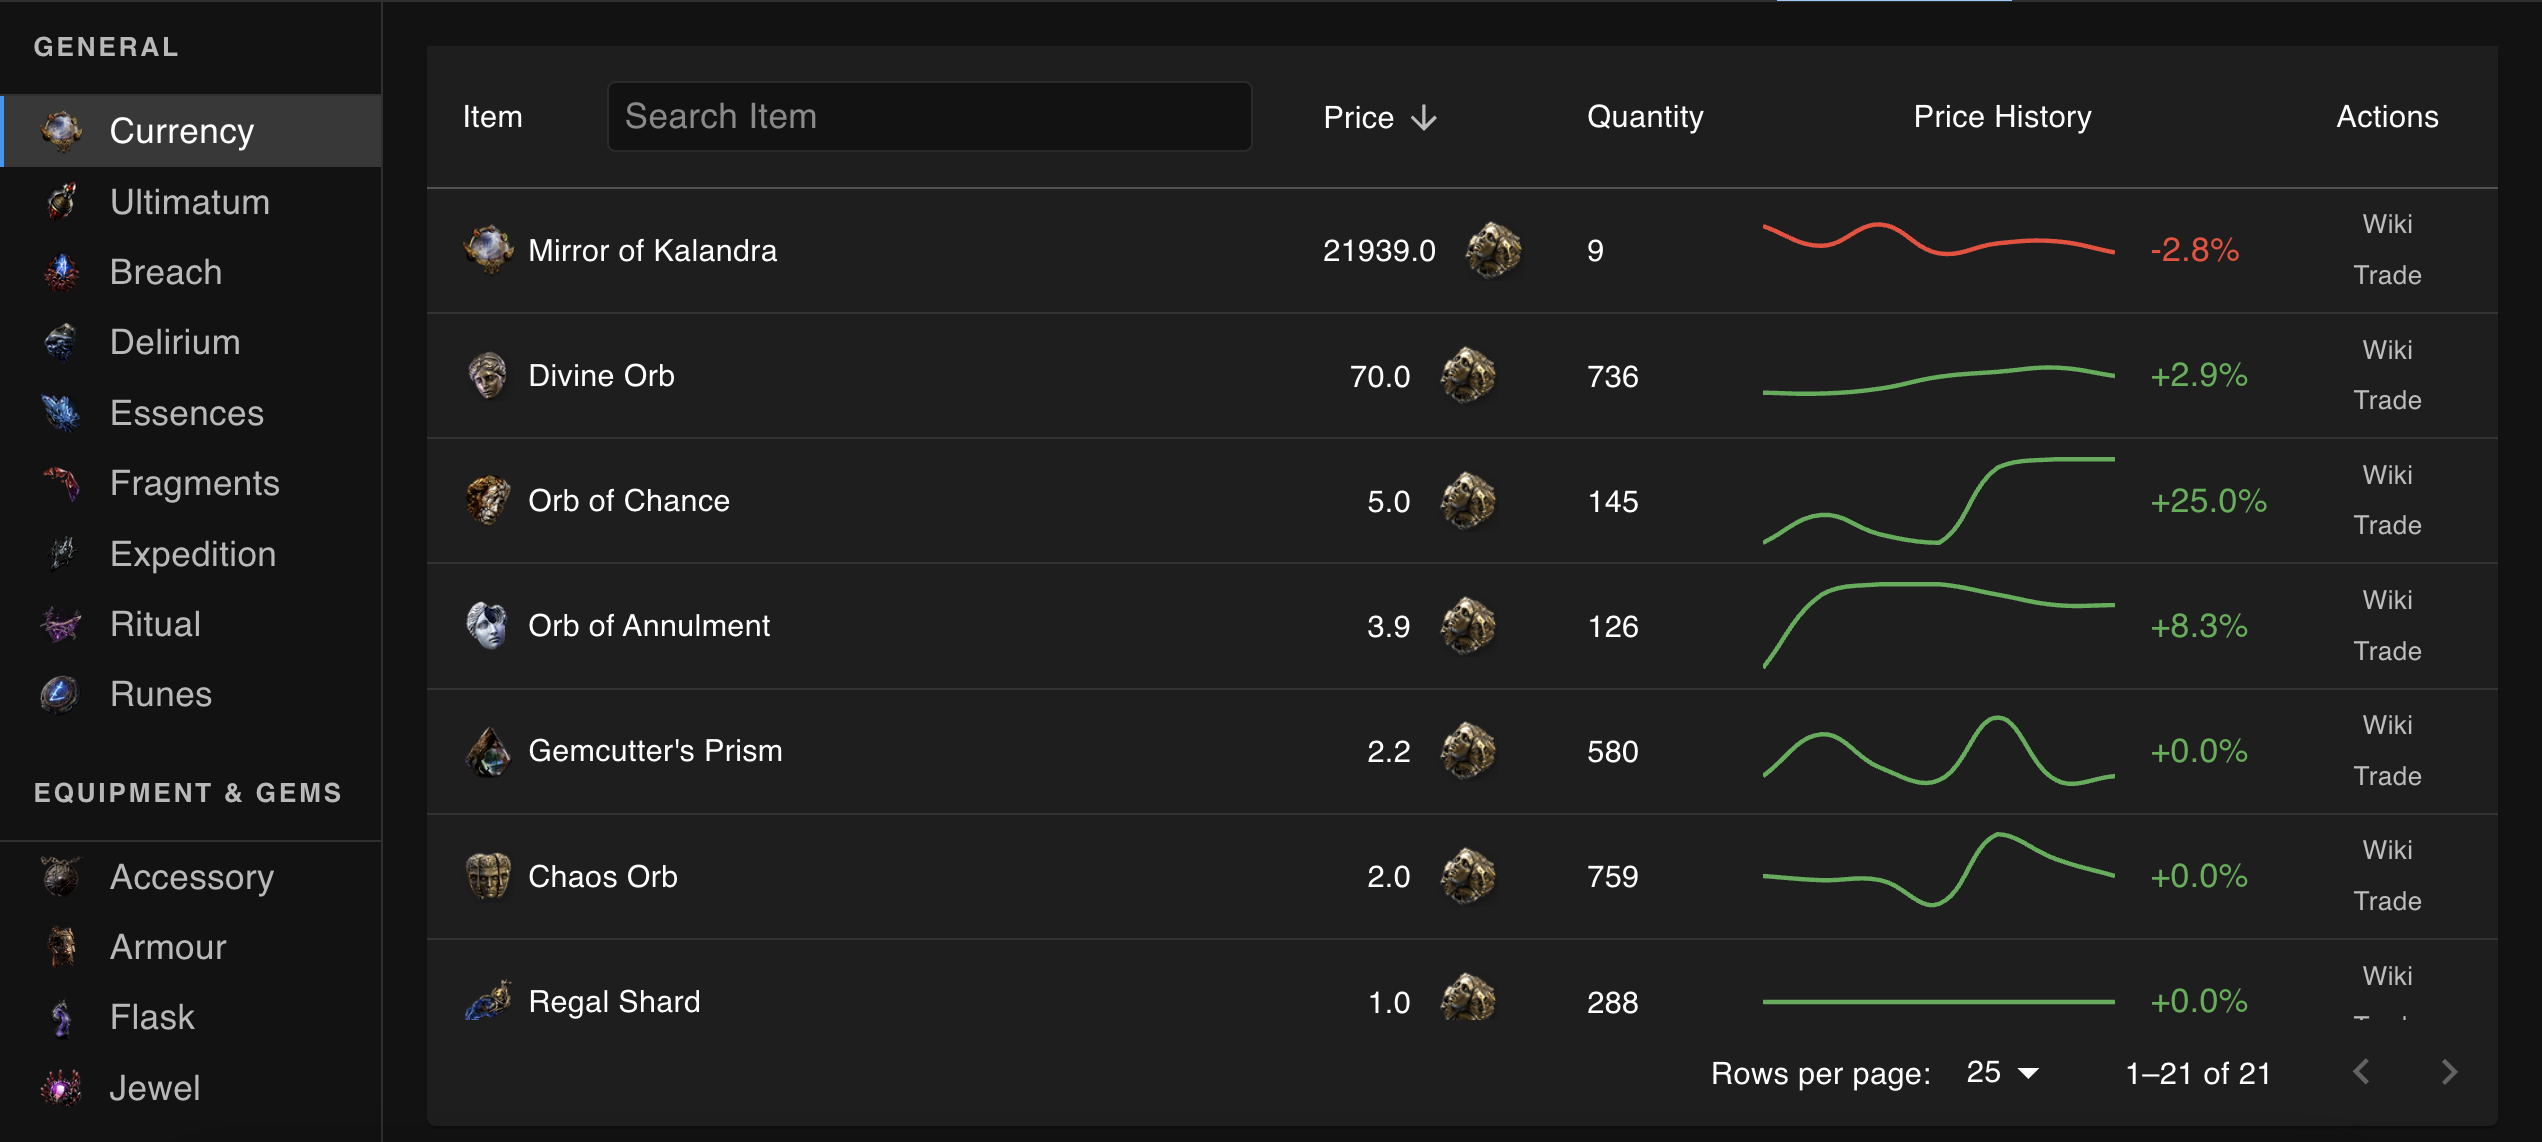 GENERAL
Currency
Ultimatum
Breach
Delirium
Essences
Fragments
Expedition
Ritual
Runes
EQUIPMENT & GEMS
Accessory
Armour
Flask
Jewel
Item Search Item Price Quantity Price History Actions
Mirror of Kalandra 21939.0 9 -2.8% Wiki
Trade
Divine Orb 70.0 736 +2.9% Wiki
Trade
Orb of Chance 5.0 145 +25.0% Wiki
Trade
Orb of Annulment 3.9 126 +8.3% Wiki
Trade
Gemcutter's Prism 2.2 580 +0.0% Wiki
Trade
Chaos Orb 2.0 759 +0.0% Wiki
Trade
Regal Shard 1.0 288 +0.0% Wiki
Rows per page: 25 1–21 of 21